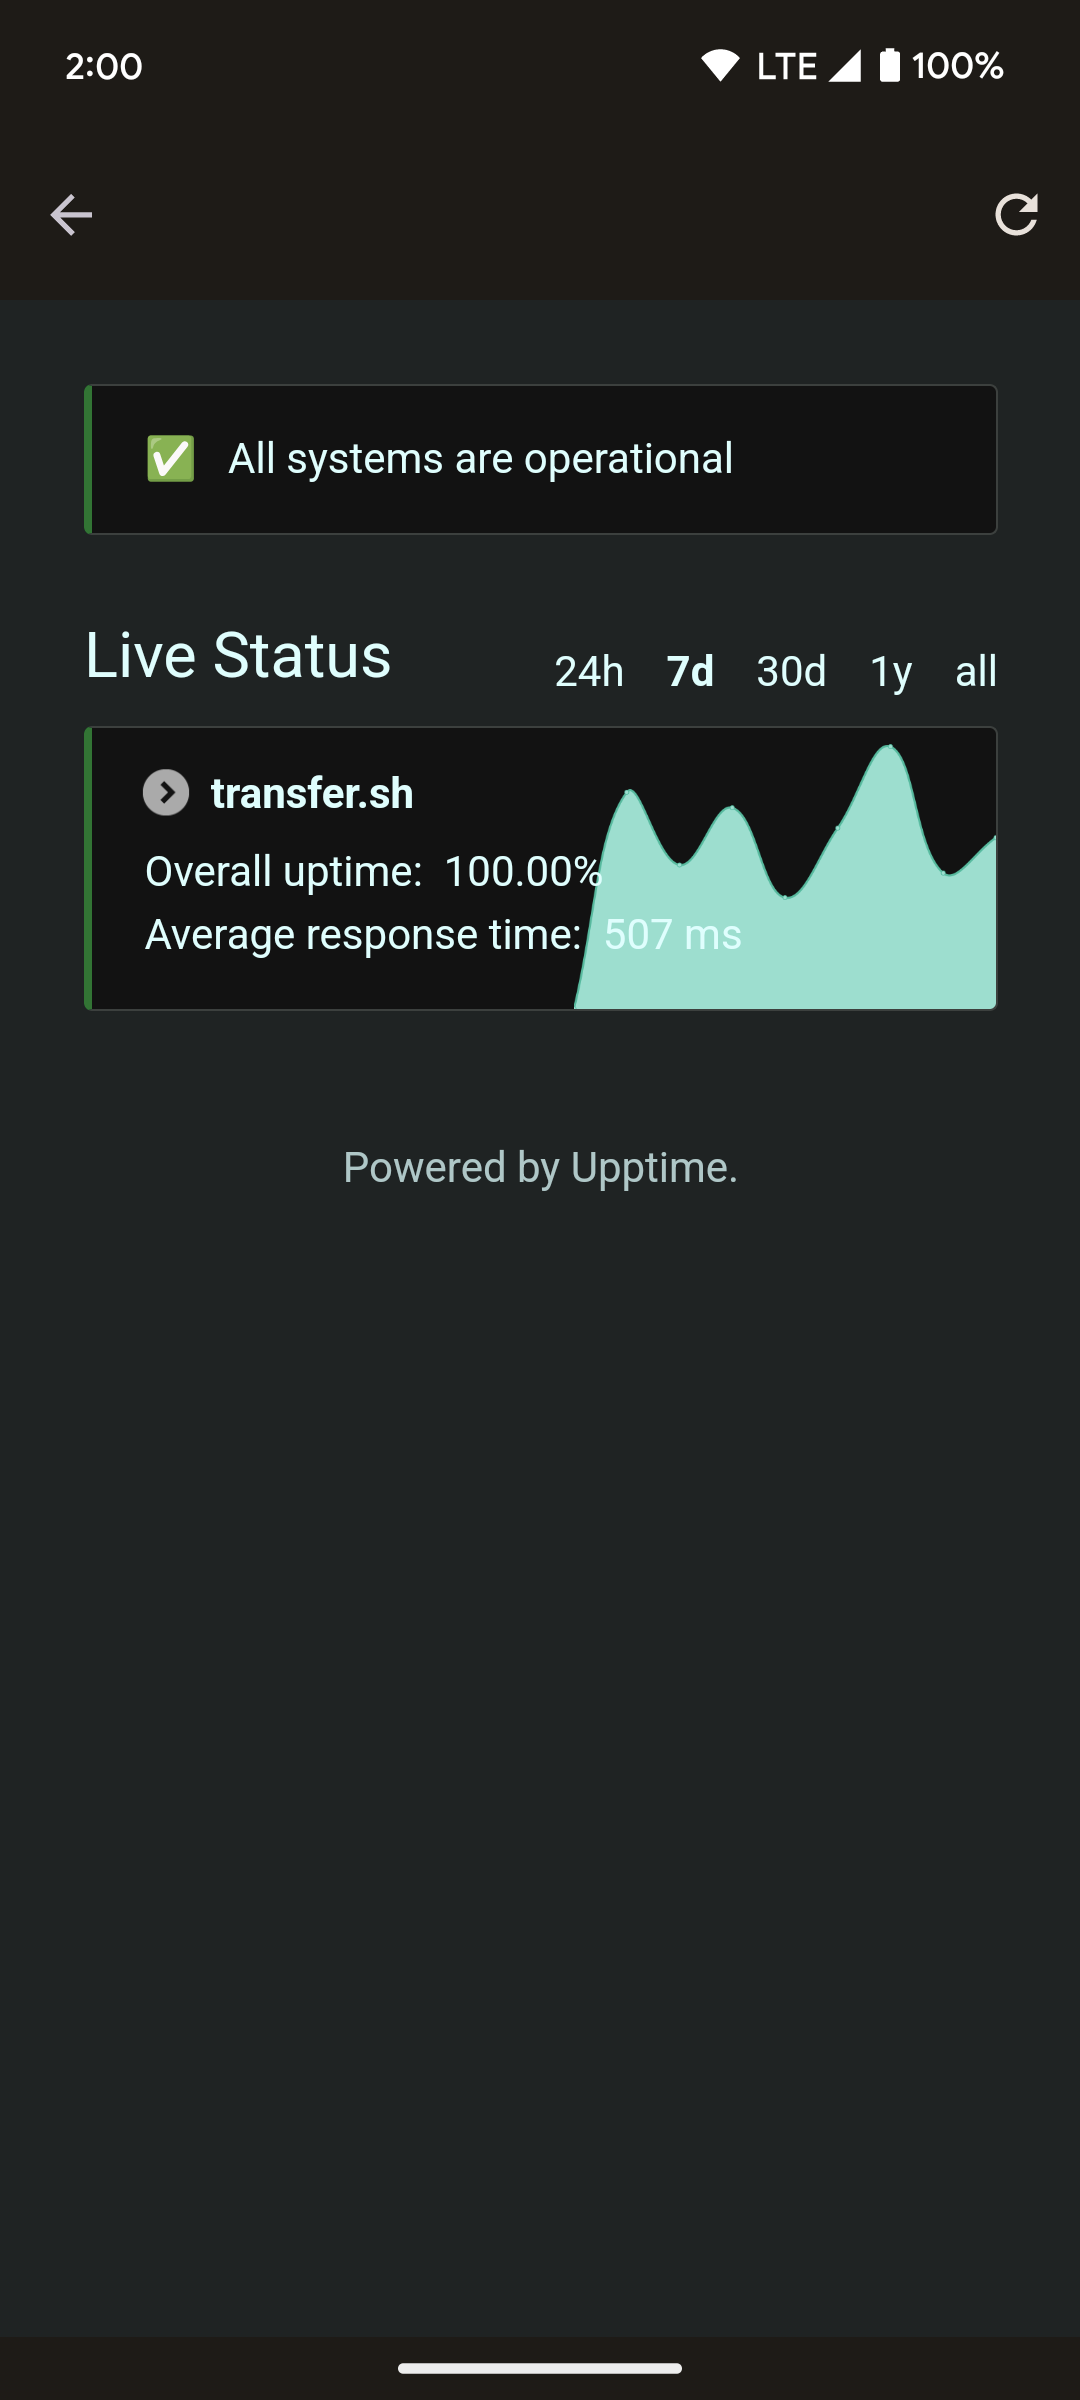 2:00 LTE 100%
All systems are operational
Live Status 24h 7d 30d 1y all
transfer.sh
Overall uptime: 100.00%
Average response time: 507 ms
Powered by Upptime.